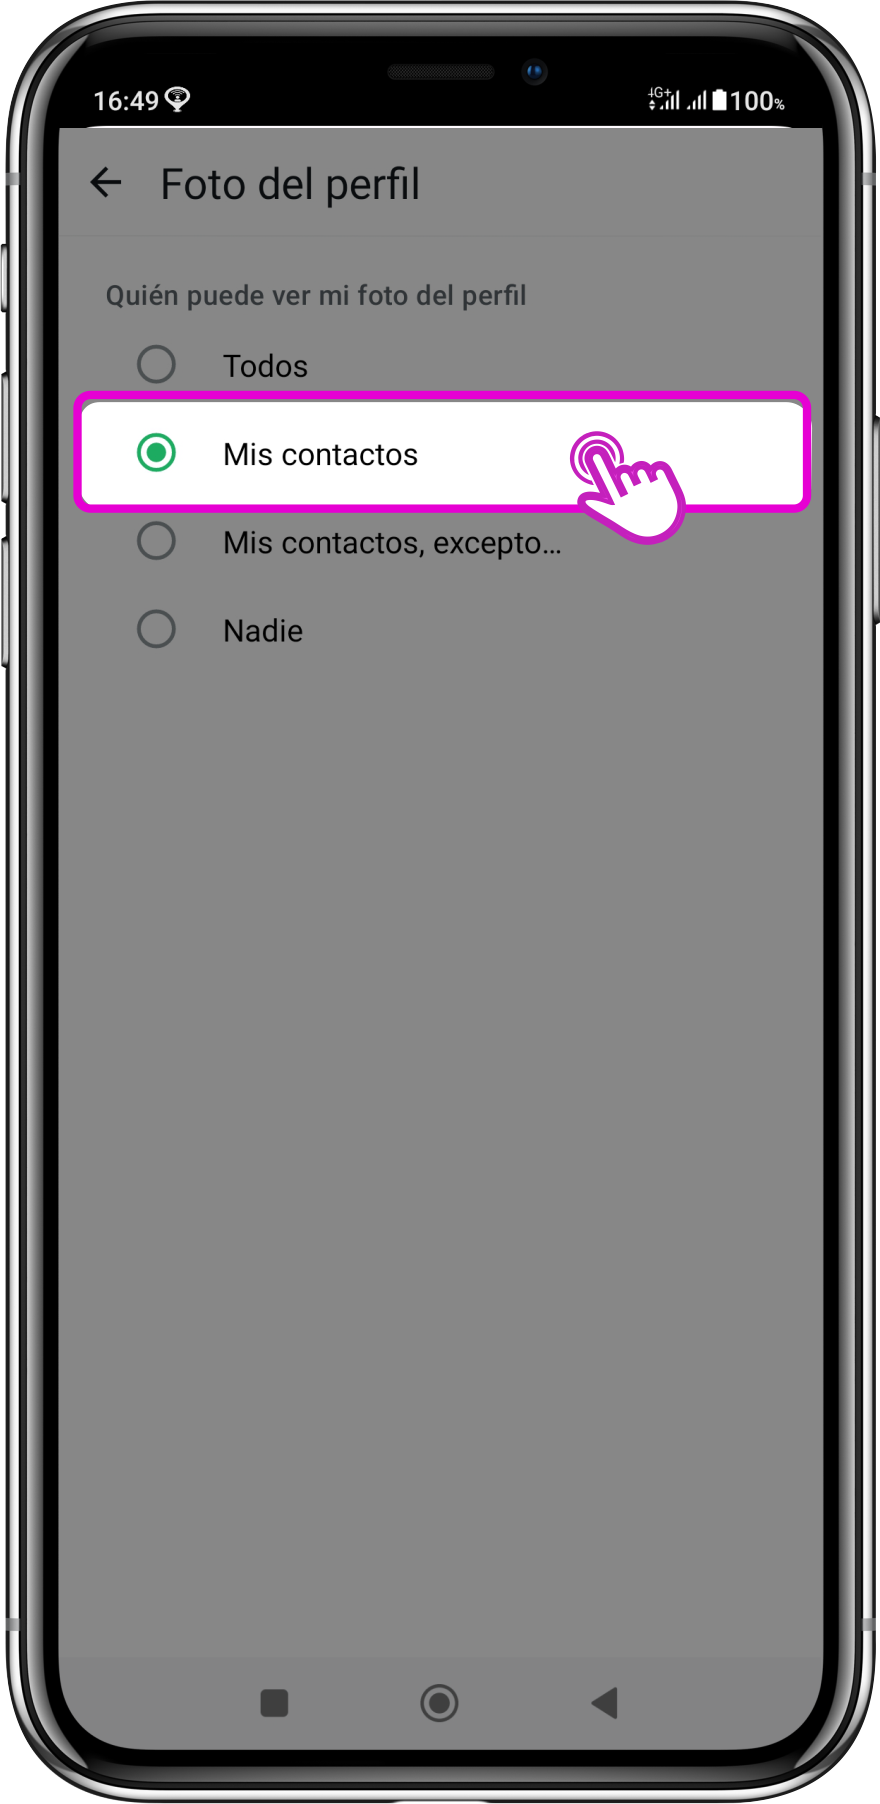 16:49 4G+ 100%
Foto del perfil
Quién puede ver mi foto del perfil
Todos
Mis contactos
Mis contactos, excepto...
Nadie